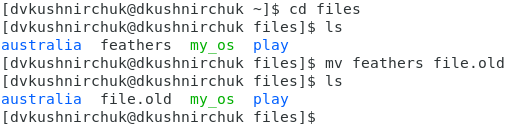 [dvkushnirchuk@dkushnirchuk ~]$ cd files
[dvkushnirchuk@dkushnirchuk files]$ ls
australia  feathers  my_os  play
[dvkushnirchuk@dkushnirchuk files]$ mv feathers file.old
[dvkushnirchuk@dkushnirchuk files]$ ls
australia  file.old  my_os  play
[dvkushnirchuk@dkushnirchuk files]$